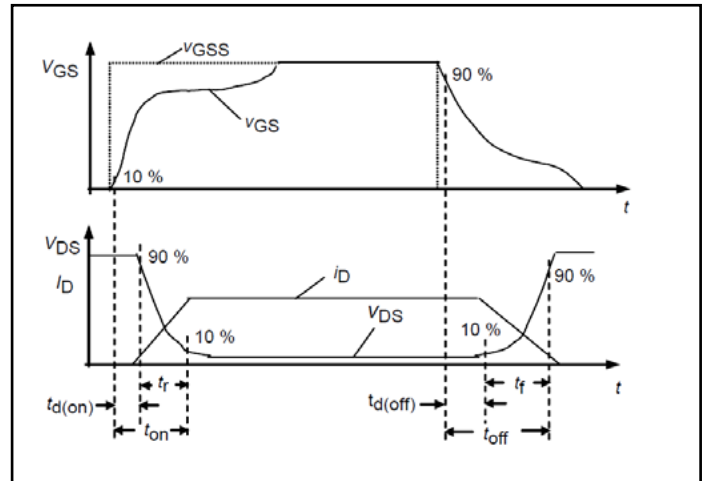 VGSS
VGS
90 %
VGS
10 %
t
VDS
90 %
iD
90 %
ID
VDS
10 %
10 %
tr
tf
t
td(on)
td(off)
ton
toff